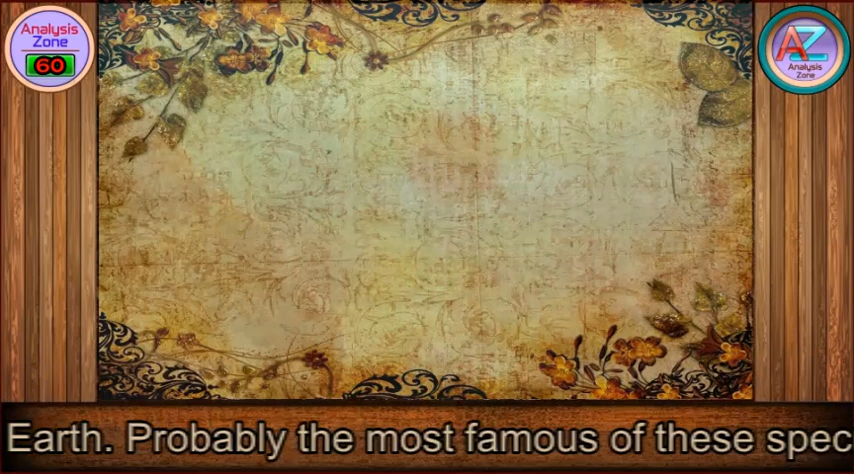 Analysis
Zone
60
AZ
Analysis
Zone
Earth. Probably the most famous of these spec